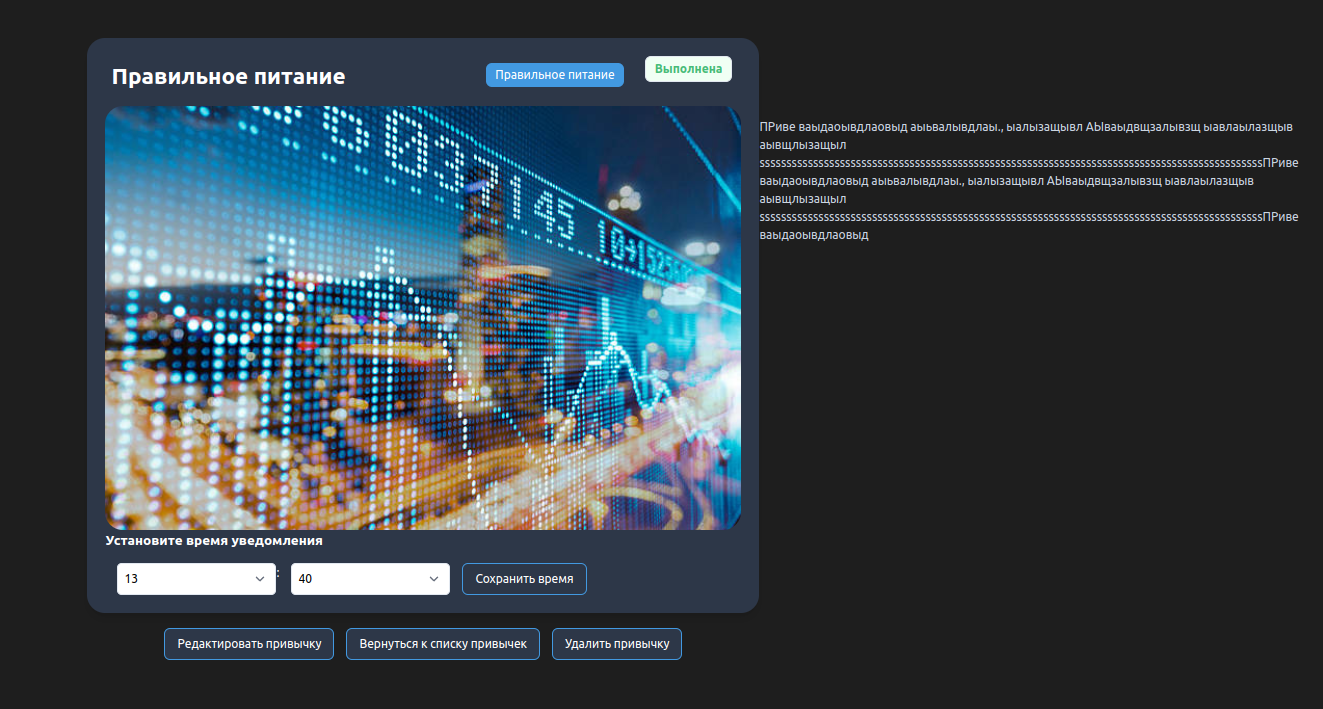 Правильное питание
Правильное питание
Выполнена
145
ПРиве ваыдаоывдлаовыд аыьвалывдлаы., ыалызащывл АЫваыдвщзалывзщ ыавлаылазщыв
аывщлызащыл
ssssssssssssssssssssssssssssssssssssssssssssssssssssssssssssssssssssssssssssssssssssssssssssПРиве
ваыдаоывдлаовыд аыьвалывдлаы., ыалызащывл АЫваыдвщзалывзщ ыавлаылазщыв
аывщлызащыл
ssssssssssssssssssssssssssssssssssssssssssssssssssssssssssssssssssssssssssssssssssssssssssssПРиве
ваыдаоывдлаовыд
Установите время уведомления
13
:
40
Сохранить время
Редактировать привычку
Вернуться к списку привычек
Удалить привычку